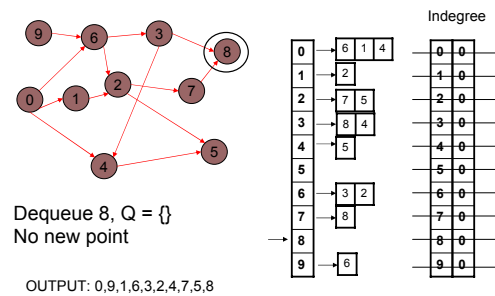 Indegree
9
6
3
8
0
1
2
7
4
5
0 6 1 4 0 0
1 2 1 0
2 7 5 2 0
3 8 4 3 0
4 5 4 0
5 5 0
6 3 2 6 0
7 8 7 0
8 8 0
9 6 9 0
Dequeue 8, Q = {}
No new point
OUTPUT: 0,9,1,6,3,2,4,7,5,8